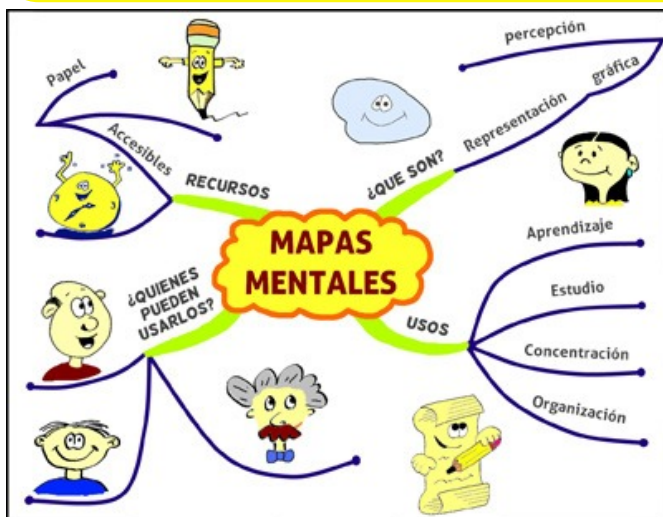 MAPAS
MENTALES
¿QUE SON?
Representación
gráfica
percepción
USOS
Aprendizaje
Estudio
Concentración
Organización
¿QUIENES
PUEDEN
USARLOS?
RECURSOS
Accesibles
Papel